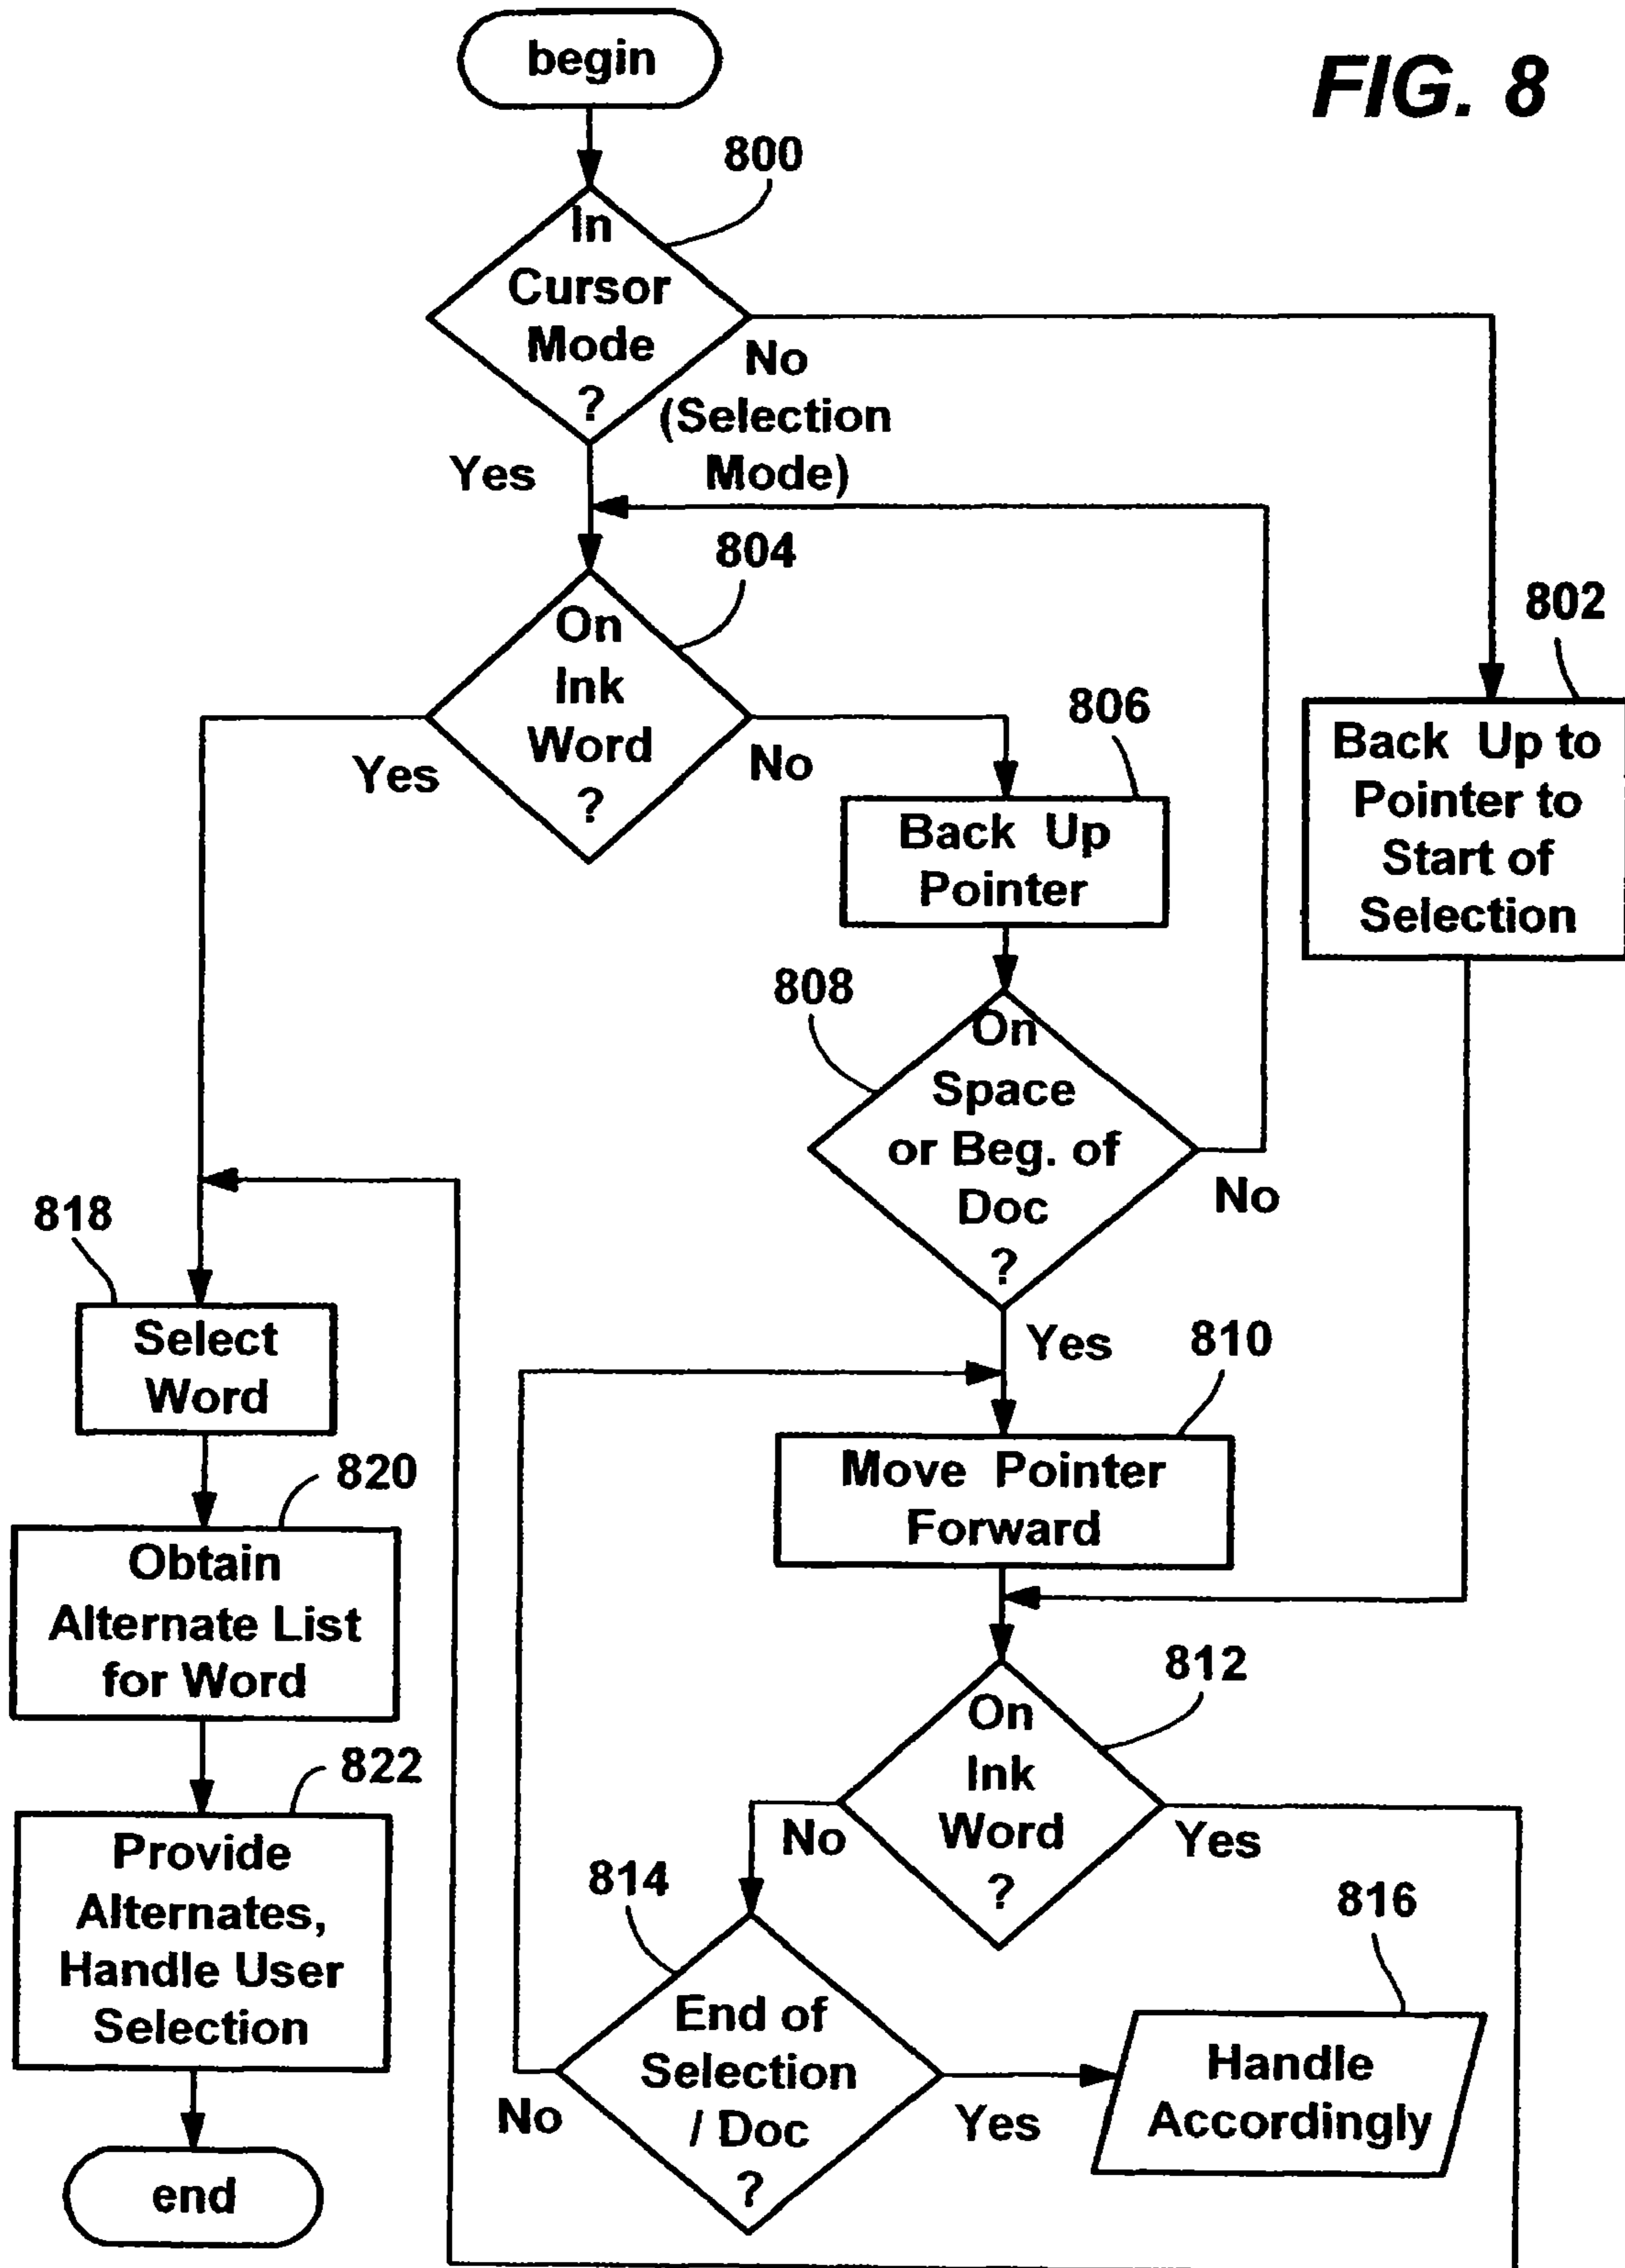 begin
FIG. 8
800
In
Cursor
Mode
?
No
(Selection
Mode)
Yes
804
On
Ink
Word
?
Yes
No
802
Back Up to
Pointer to
Start of
Selection
806
Back Up
Pointer
808
On
Space
or Beg. of
Doc
?
No
Yes
818
Select
Word
810
Move Pointer
Forward
820
Obtain
Alternate List
for Word
812
On
Ink
Word
?
No
Yes
822
Provide
Alternates,
Handle User
Selection
814
End of
Selection
/ Doc
?
No
Yes
816
Handle
Accordingly
end